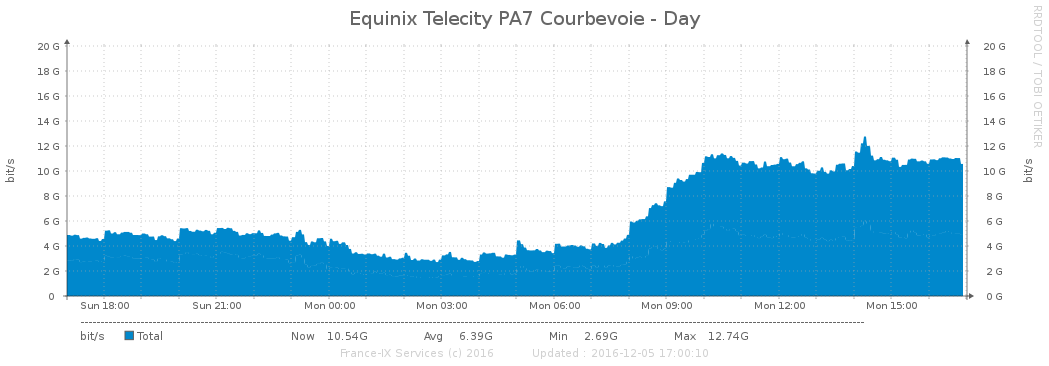 Equinix Telecity PA7 Courbevoie - Day
RRDTOOL / TOBI OETIKER
bit/s
20 G 20 G
18 G 18 G
16 G 16 G
14 G 14 G
12 G 12 G
10 G 10 G
8 G 8 G
6 G 6 G
4 G 4 G
2 G 2 G
0 0 G
bit/s
Sun 18:00 Sun 21:00 Mon 00:00 Mon 03:00 Mon 06:00 Mon 09:00 Mon 12:00 Mon 15:00
bit/s Total Now 10.54G Avg 6.39G Min 2.69G Max 12.74G
France-IX Services (c) 2016 Updated : 2016-12-05 17:00:10